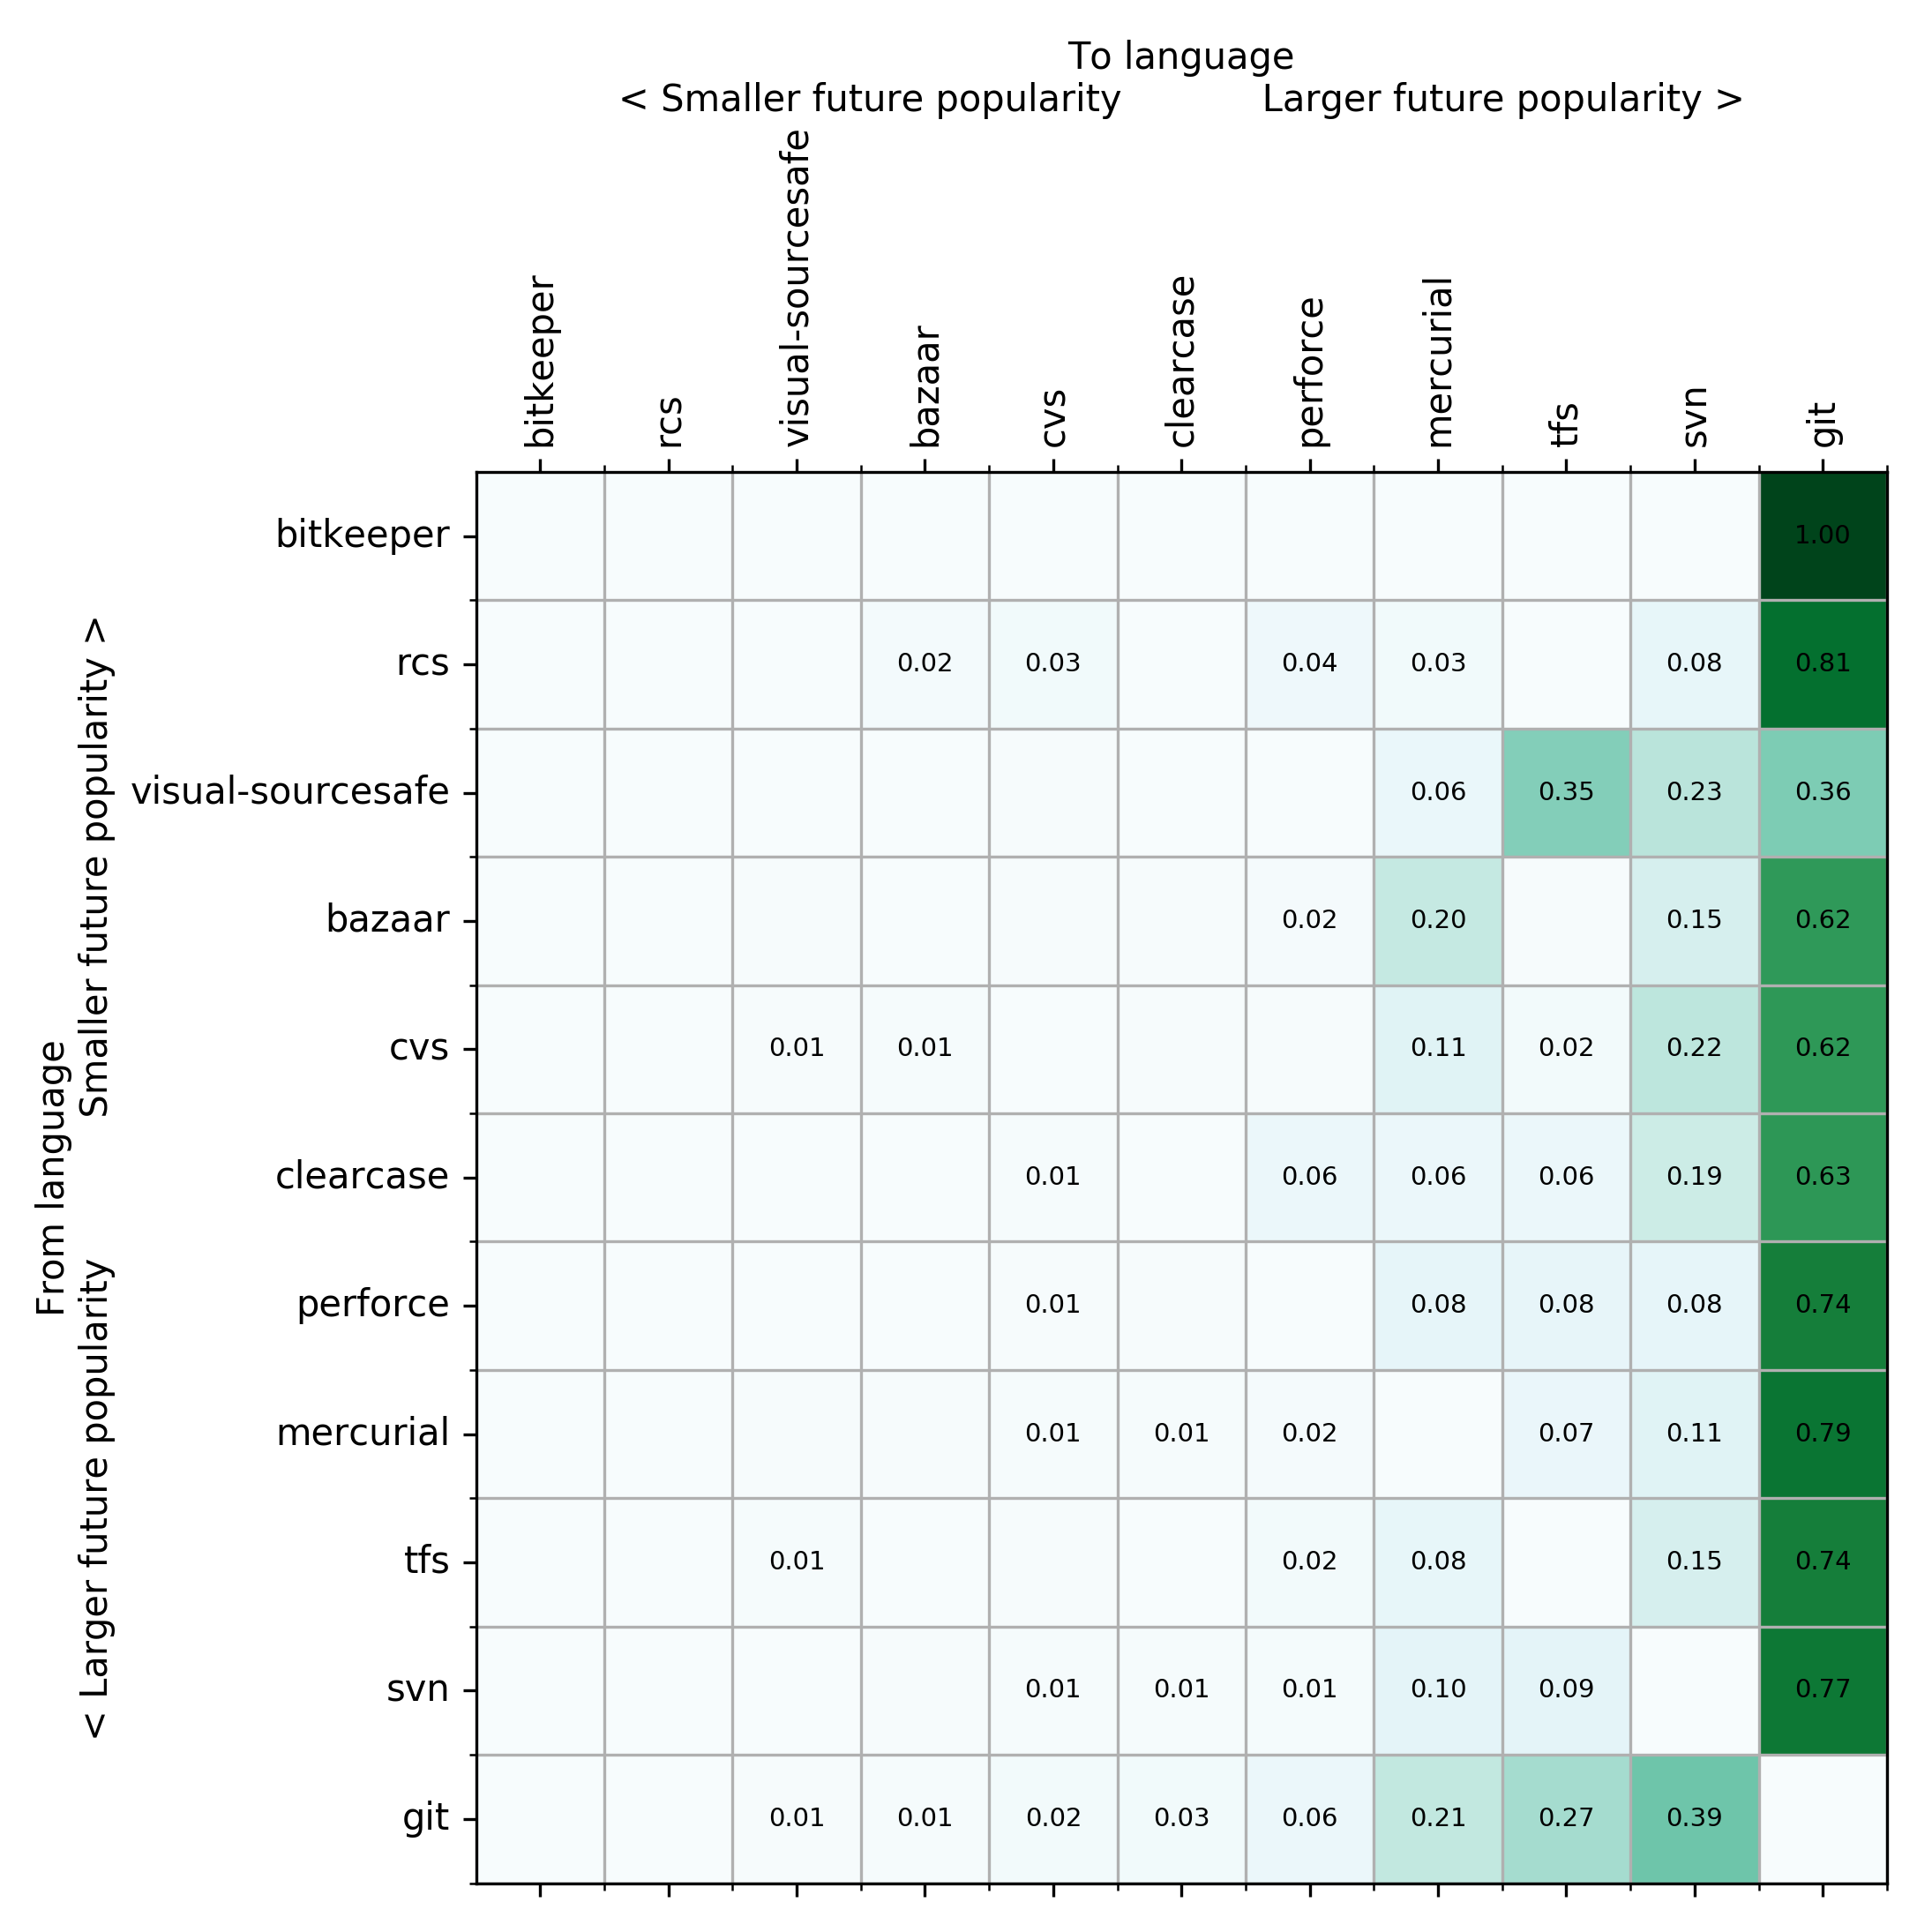 To language
< Smaller future popularity Larger future popularity >
bitkeeper rcs visual-sourcesafe bazaar cvs clearcase perforce mercurial tfs svn git
From language
< Larger future popularity Smaller future popularity >
bitkeeper 1.00
rcs 0.02 0.03 0.04 0.03 0.08 0.81
visual-sourcesafe 0.06 0.35 0.23 0.36
bazaar 0.02 0.20 0.15 0.62
cvs 0.01 0.01 0.11 0.02 0.22 0.62
clearcase 0.01 0.06 0.06 0.06 0.19 0.63
perforce 0.01 0.08 0.08 0.08 0.74
mercurial 0.01 0.01 0.02 0.07 0.11 0.79
tfs 0.01 0.02 0.08 0.15 0.74
svn 0.01 0.01 0.01 0.10 0.09 0.77
git 0.01 0.01 0.02 0.03 0.06 0.21 0.27 0.39